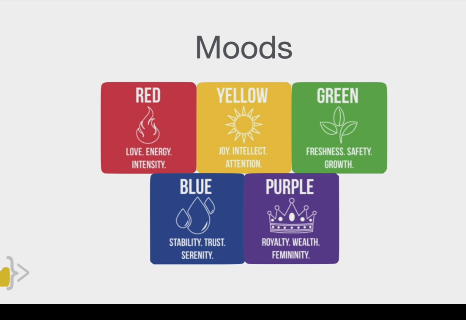 Moods
RED
LOVE. ENERGY.
INTENSITY.
YELLOW
JOY. INTELLECT.
ATTENTION.
GREEN
FRESHNESS. SAFETY.
GROWTH.
BLUE
STABILITY. TRUST.
SERENITY.
PURPLE
ROYALTY. WEALTH.
FEMININITY.